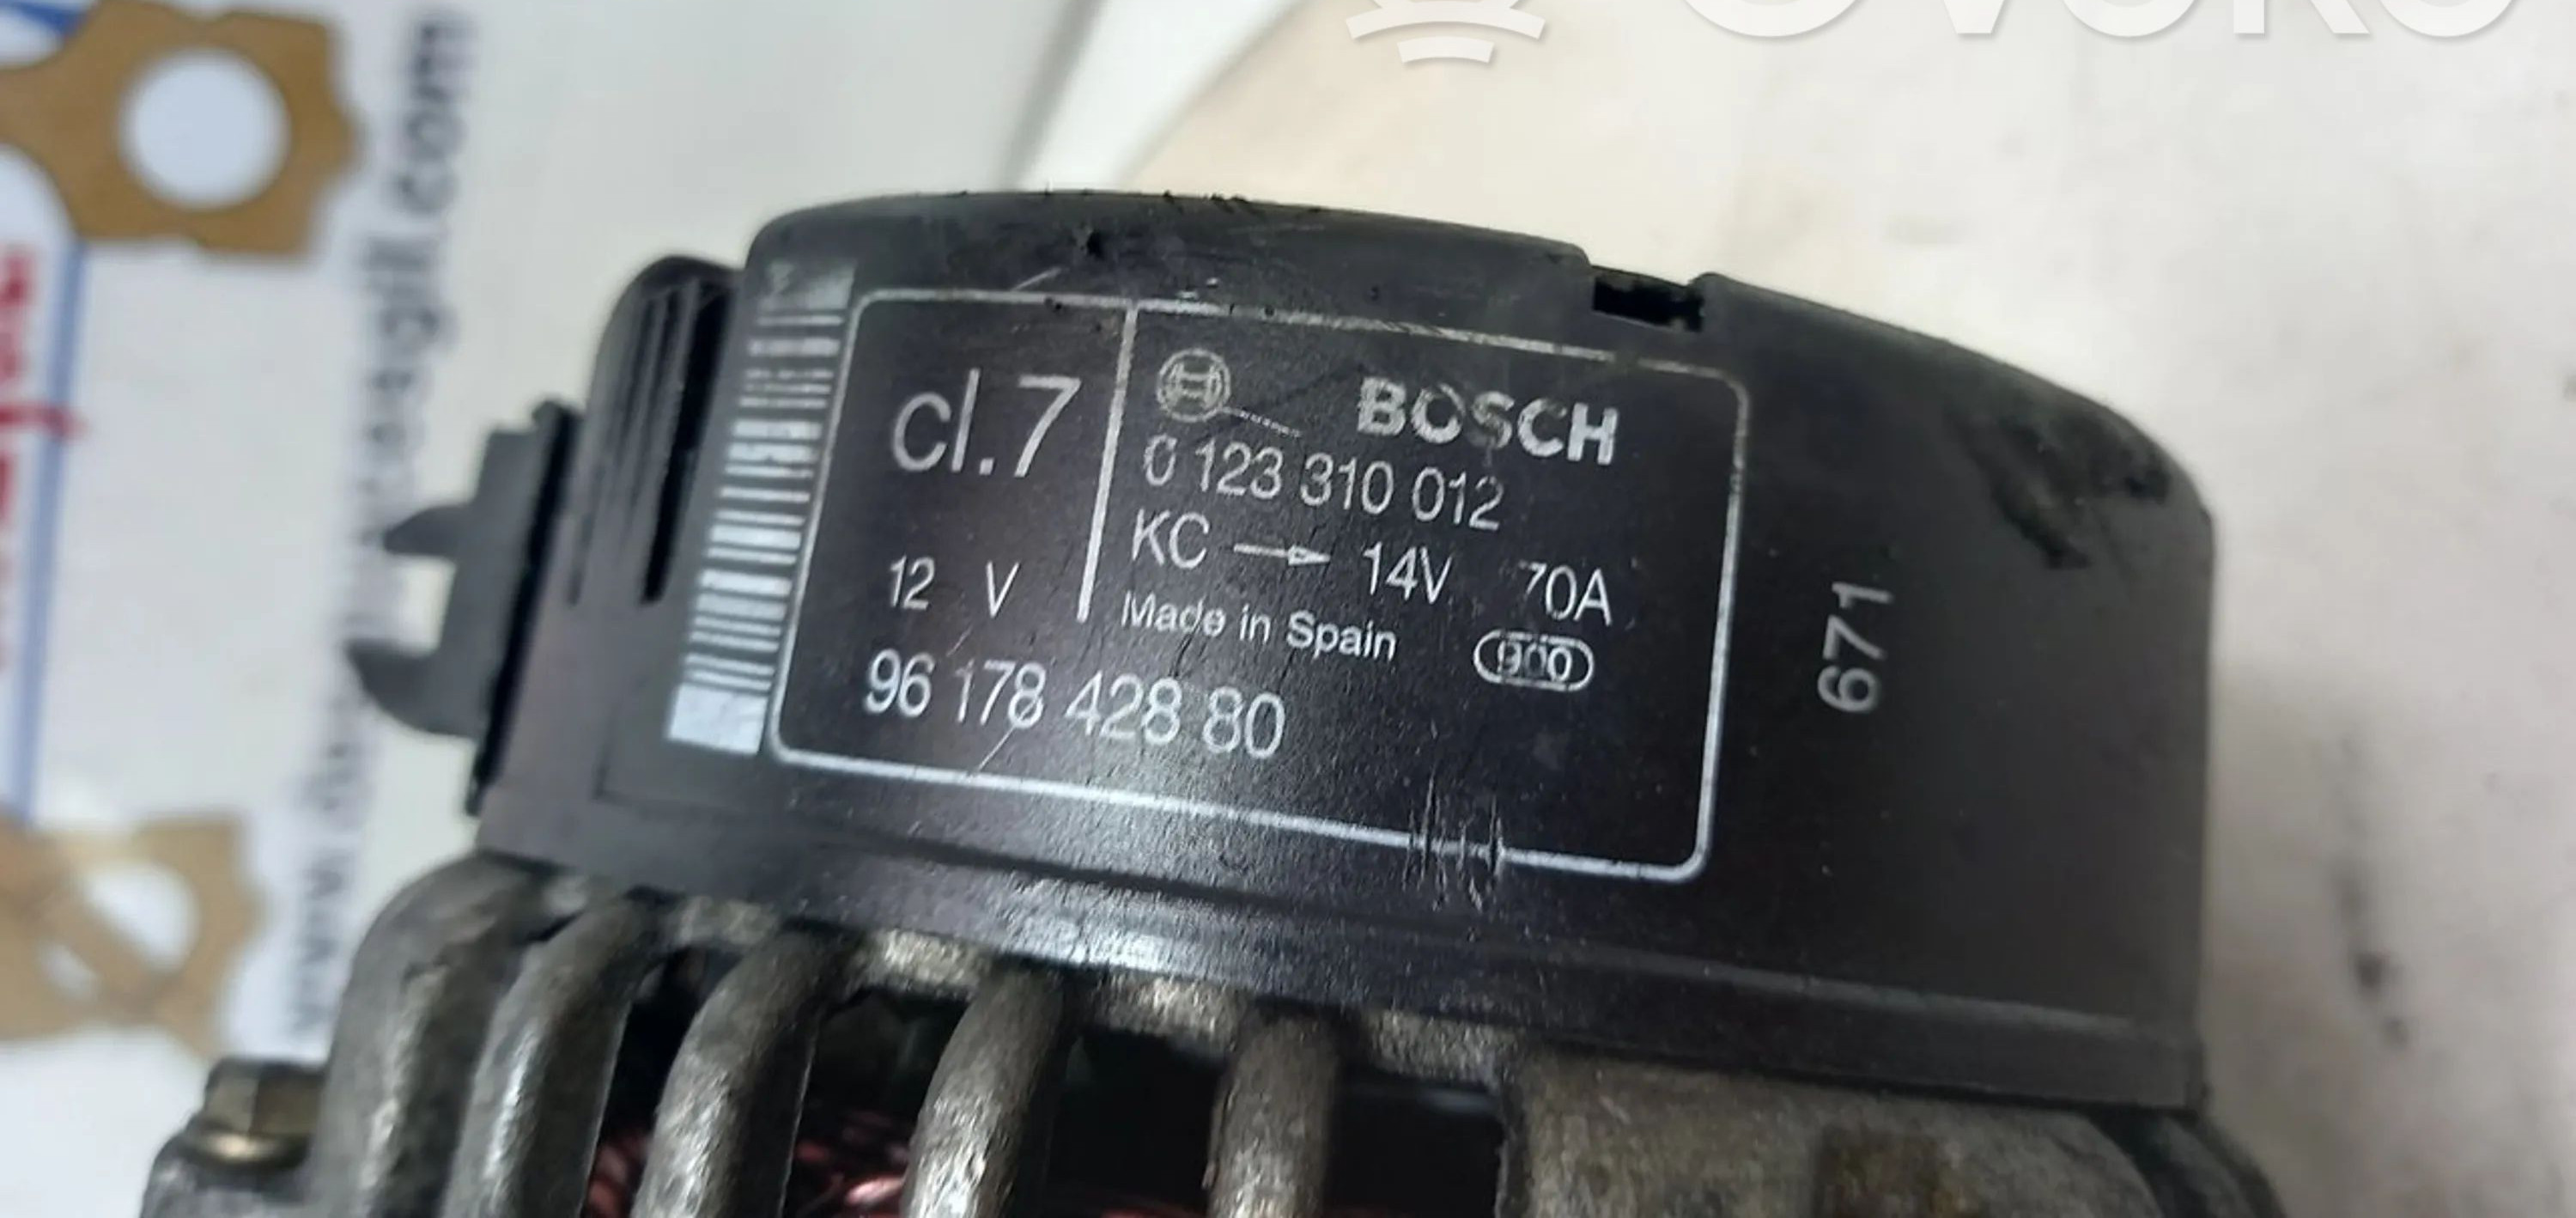 cl.7
12 V
BOSCH
0 123 310 012
KC → 14V 70A
Made in Spain
900
96 178 428 80
671